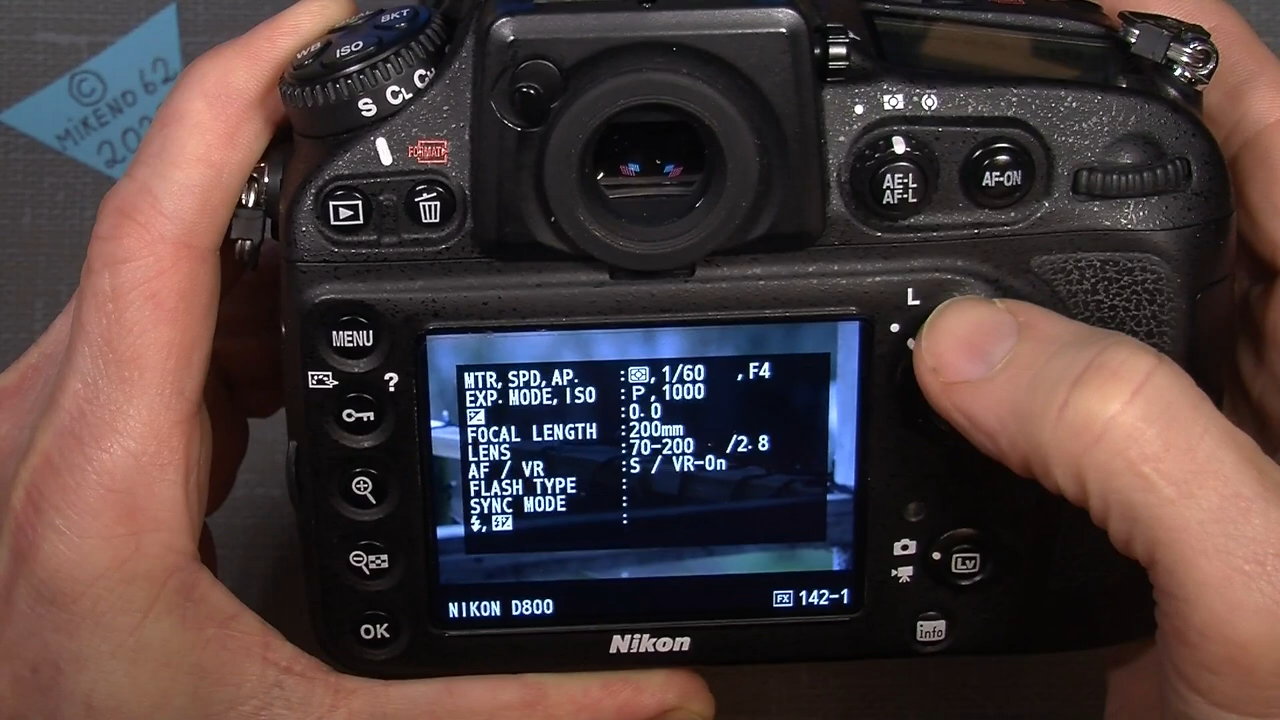 BKT
WB
ISO
S CL
© 
MiKENO 62
FORMAT
AE-L
AF-L
AF-ON
L
MENU
?
MTR, SPD, AP. : , 1/60 , F4
EXP. MODE, ISO : P, 1000
: 0. 0
FOCAL LENGTH : 200mm
LENS : 70-200 /2.8
AF / VR : S / VR-On
FLASH TYPE :
SYNC MODE :
, :
Lv
OK
NIKON D800
FX 142-1
info
Nikon